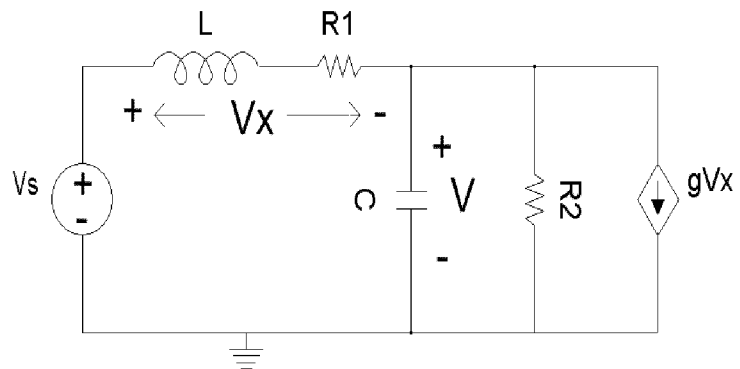 L R1
+ Vx -
Vs + -
C + V -
R2
gVx